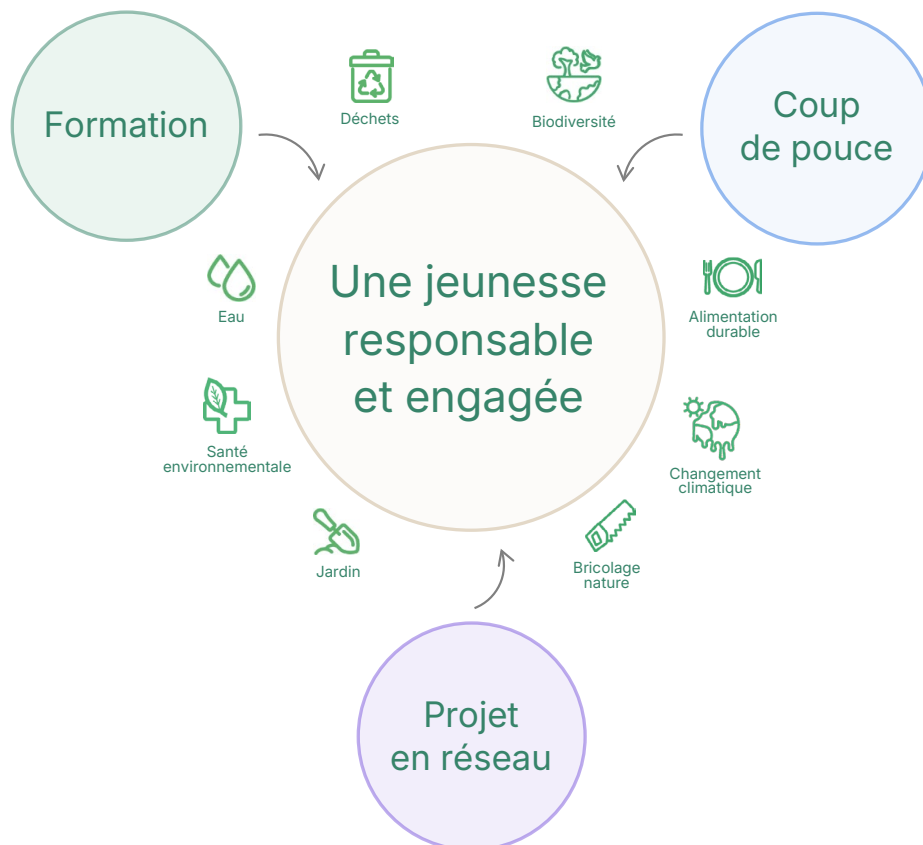 Formation
Déchets
Biodiversité
Coup
de pouce
Une jeunesse
responsable
et engagée
Eau
Alimentation
durable
Santé
environnementale
Changement
climatique
Jardin
Bricolage
nature
Projet
en réseau